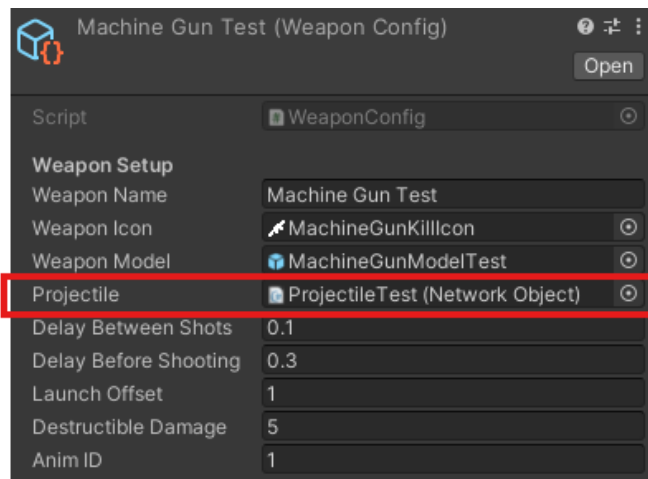 Machine Gun Test (Weapon Config)
Open
Script WeaponConfig
Weapon Setup
Weapon Name Machine Gun Test
Weapon Icon MachineGunKillIcon
Weapon Model MachineGunModelTest
Projectile ProjectileTest (Network Object)
Delay Between Shots 0.1
Delay Before Shooting 0.3
Launch Offset 1
Destructible Damage 5
Anim ID 1